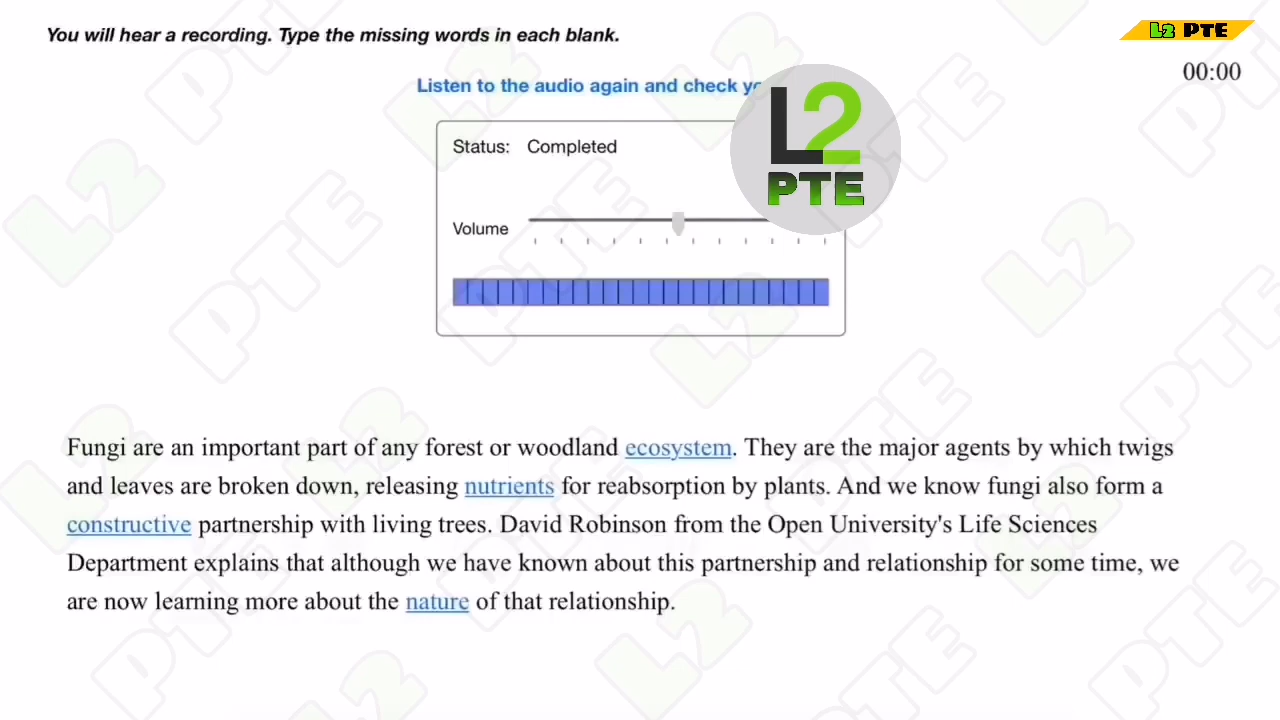 You will hear a recording. Type the missing words in each blank.
L2 PTE
00:00
Listen to the audio again and check
Status: Completed
L2
PTE
Volume
Fungi are an important part of any forest or woodland ecosystem. They are the major agents by which twigs
and leaves are broken down, releasing nutrients for reabsorption by plants. And we know fungi also form a
constructive partnership with living trees. David Robinson from the Open University's Life Sciences
Department explains that although we have known about this partnership and relationship for some time, we
are now learning more about the nature of that relationship.